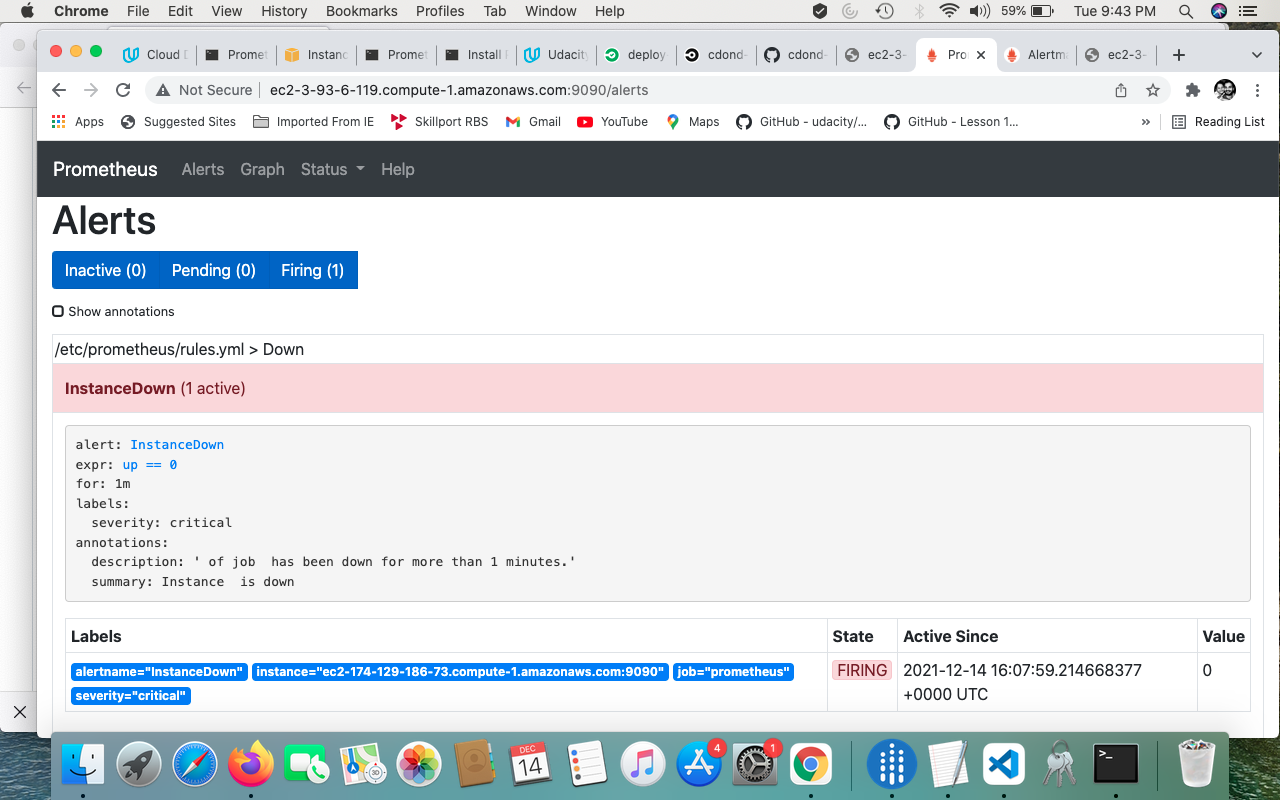 Chrome File Edit View History Bookmarks Profiles Tab Window Help 59% Tue 9:43 PM
Cloud D Promet Instanc Promet Install Udacity deploy cdond- cdond- ec2-3- Pro Alertma ec2-3-
Not Secure ec2-3-93-6-119.compute-1.amazonaws.com:9090/alerts
Apps Suggested Sites Imported From IE Skillport RBS Gmail YouTube Maps GitHub - udacity/... GitHub - Lesson 1... » Reading List
Prometheus Alerts Graph Status Help
Alerts
Inactive (0) Pending (0) Firing (1)
Show annotations
/etc/prometheus/rules.yml > Down
InstanceDown (1 active)
alert: InstanceDown
expr: up == 0
for: 1m
labels:
severity: critical
annotations:
description: ' of job  has been down for more than 1 minutes.'
summary: Instance  is down
Labels State Active Since Value
alertname="InstanceDown" instance="ec2-174-129-186-73.compute-1.amazonaws.com:9090" job="prometheus" FIRING 2021-12-14 16:07:59.214668377 0
severity="critical" +0000 UTC
DEC 4 1
14 3D >_